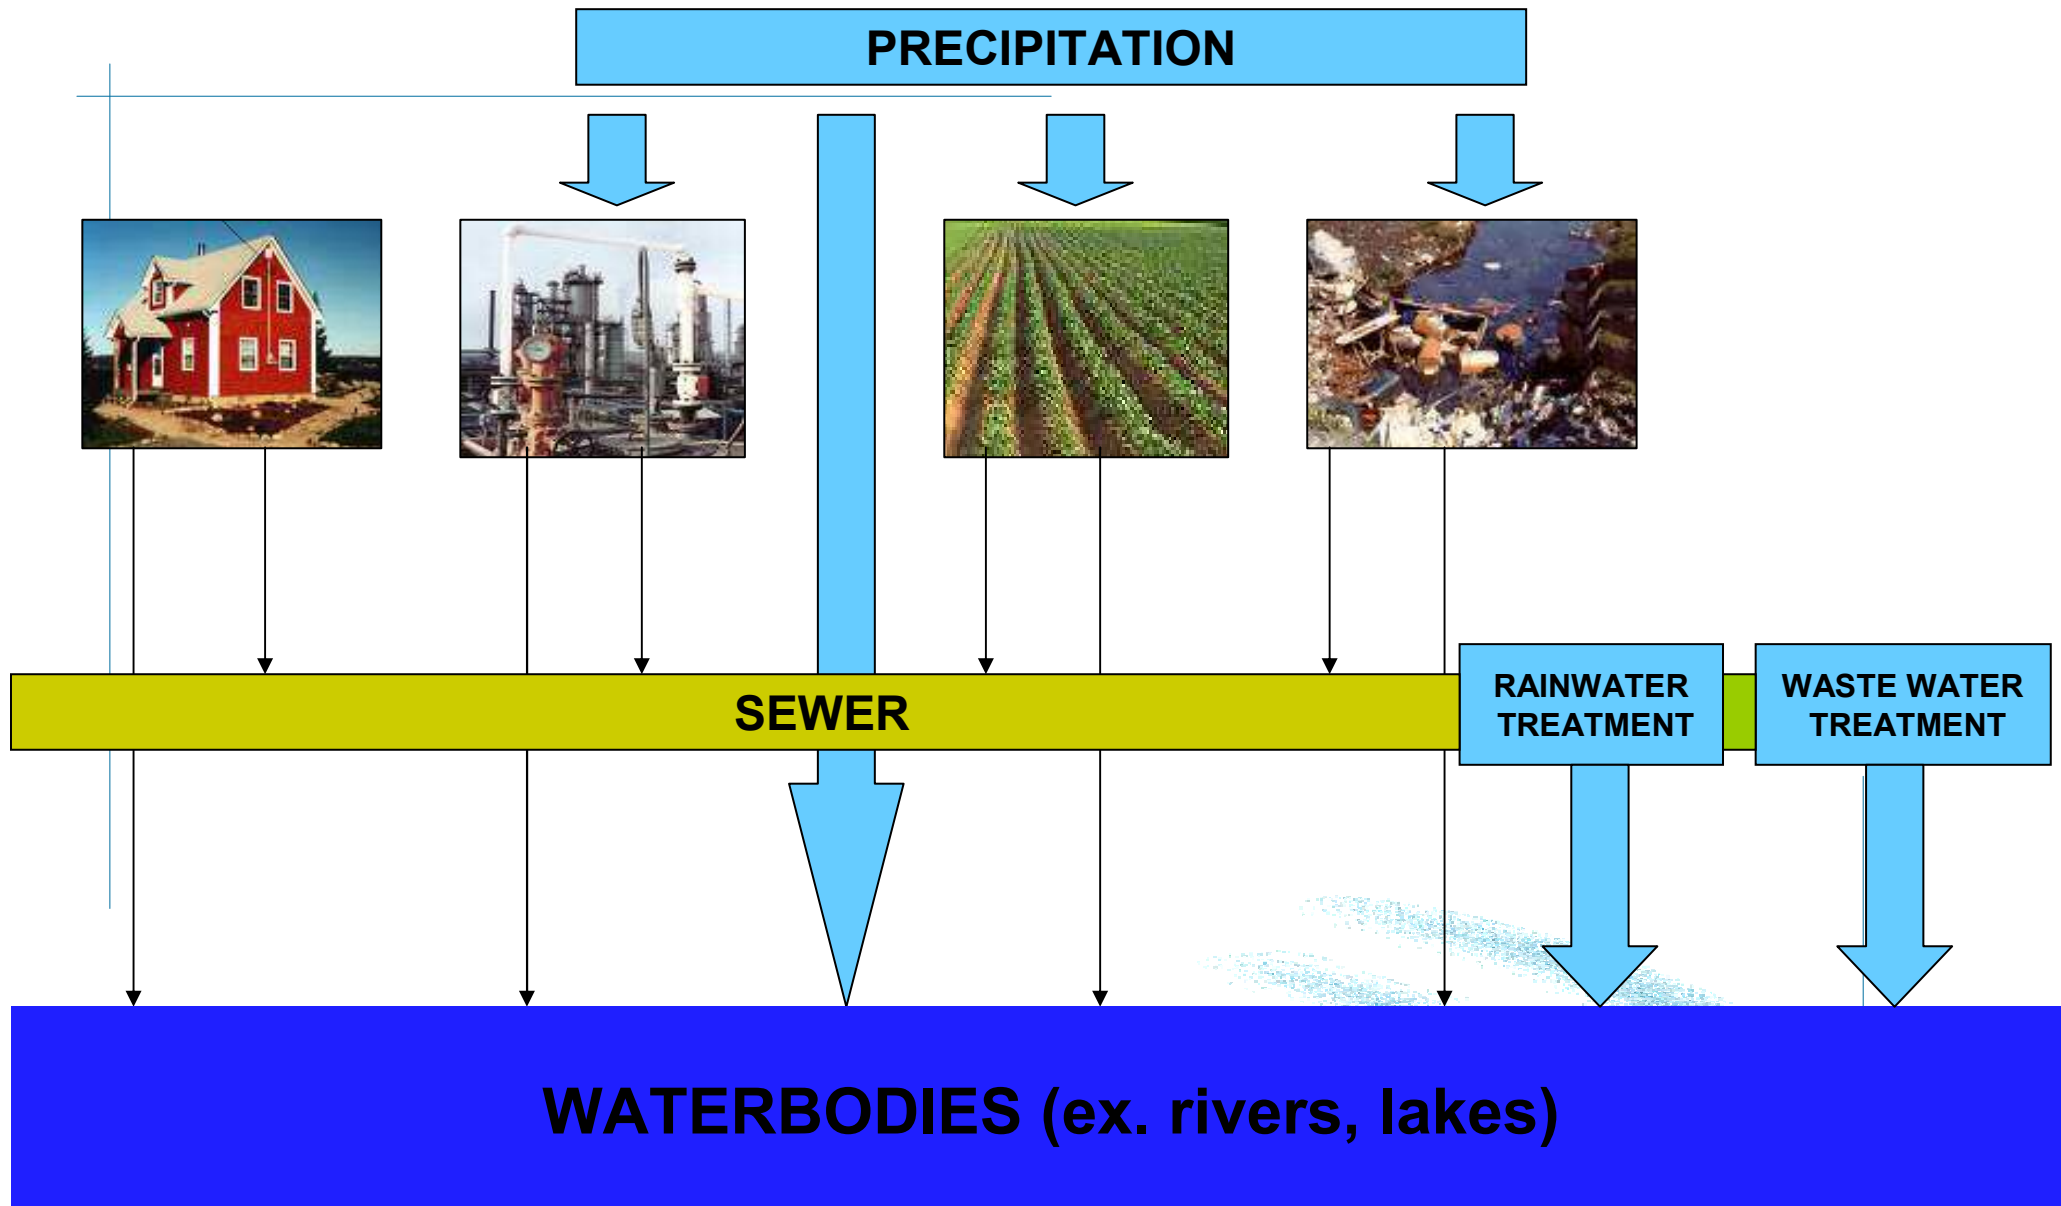 PRECIPITATION
SEWER
RAINWATER
TREATMENT
WASTE WATER
TREATMENT
WATERBODIES (ex. rivers, lakes)